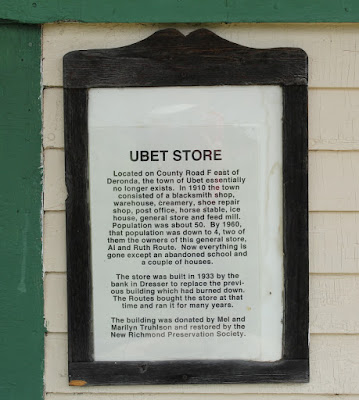 UBET STORE
Located on County Road F east of
Deronda, the town of Ubet essentially
no longer exists. In 1910 the town
consisted of a blacksmith shop,
warehouse, creamery, shoe repair
shop, post office, horse stable, ice
house, general store and feed mill.
Population was about 50. By 1960,
that population was down to 4, two of
them the owners of this general store,
Al and Ruth Route. Now everything is
gone except an abandoned school and
a couple of houses.
The store was built in 1933 by the
bank in Dresser to replace the previ-
ous building which had burned down.
The Routes bought the store at that
time and ran it for many years.
The building was donated by Mel and
Marilyn Truhlson and restored by the
New Richmond Preservation Society.